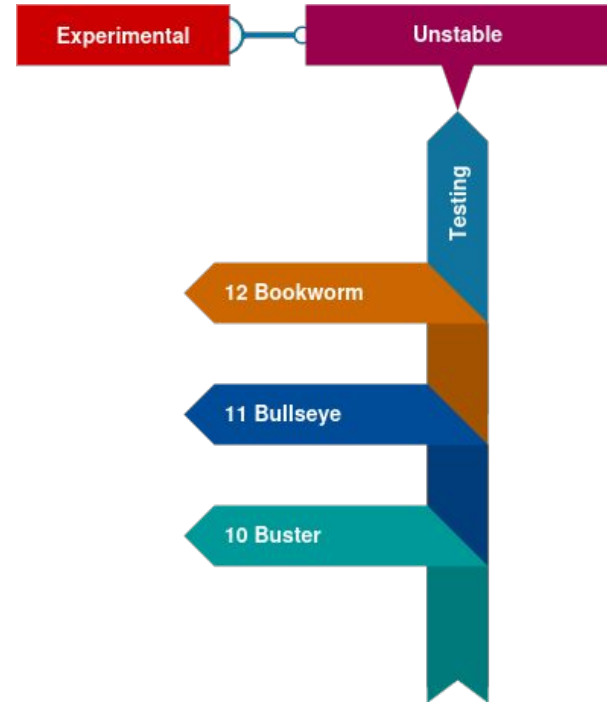 Experimental
Unstable
Testing
12 Bookworm
11 Bullseye
10 Buster